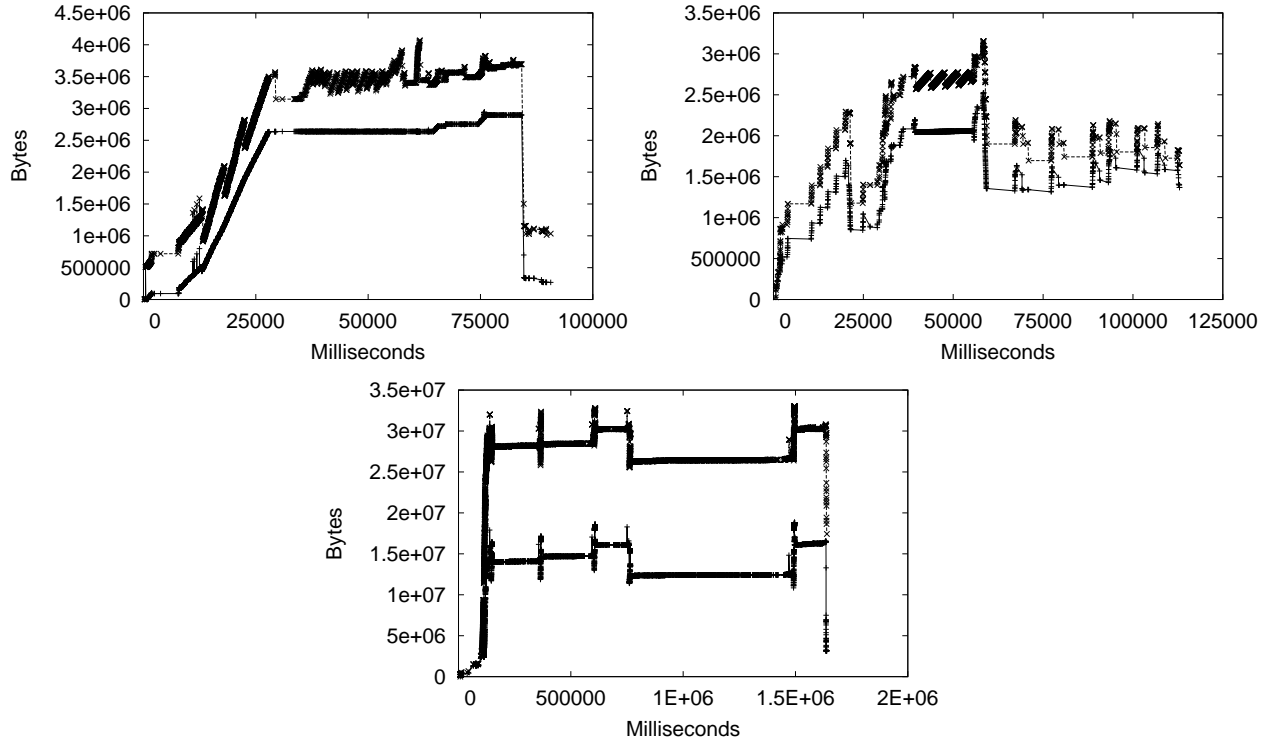 4.5e+06
4e+06
3.5e+06
3e+06
2.5e+06
2e+06
1.5e+06
1e+06
500000
0
Bytes
0 25000 50000 75000 100000
Milliseconds
3.5e+06
3e+06
2.5e+06
2e+06
1.5e+06
1e+06
500000
0
Bytes
0 25000 50000 75000 100000 125000
Milliseconds
3.5e+07
3e+07
2.5e+07
2e+07
1.5e+07
1e+07
5e+06
0
Bytes
0 500000 1E+06 1.5E+06 2E+06
Milliseconds